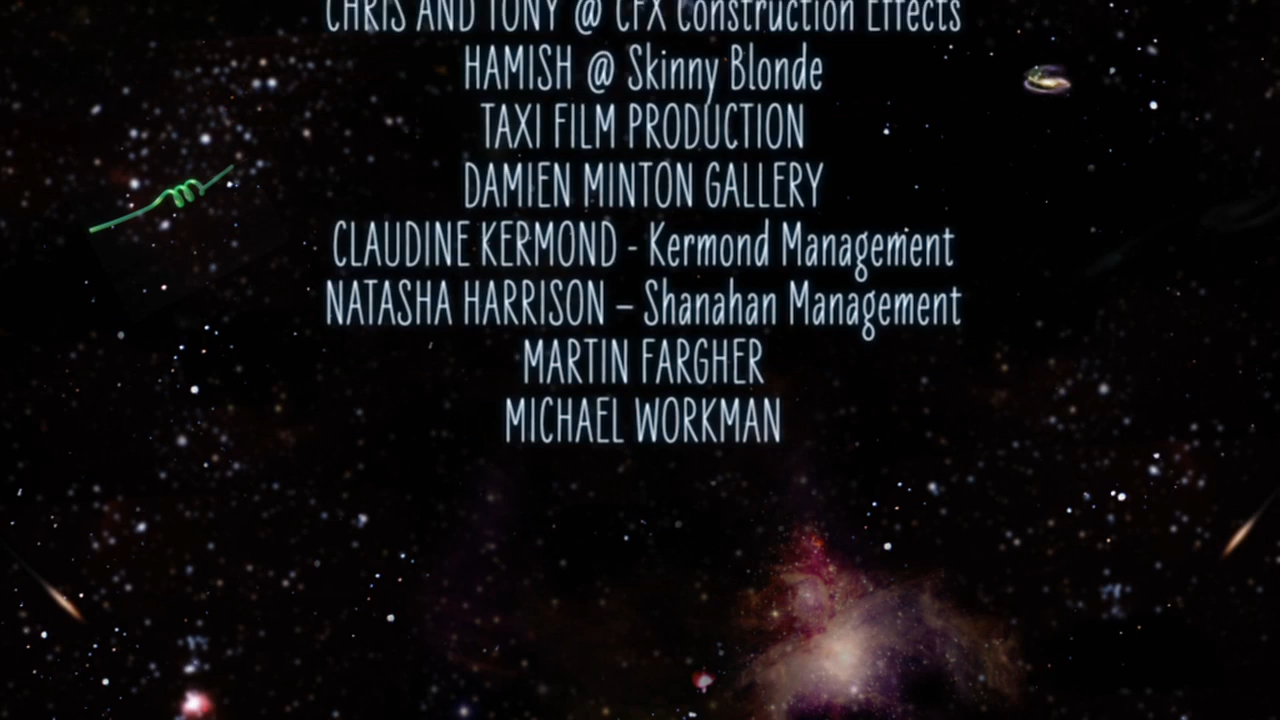 CHRIS AND TONY @ CFX Construction Effects
HAMISH @ Skinny Blonde
TAXI FILM PRODUCTION
DAMIEN MINTON GALLERY
CLAUDINE KERMOND - Kermond Management
NATASHA HARRISON – Shanahan Management
MARTIN FARGHER
MICHAEL WORKMAN